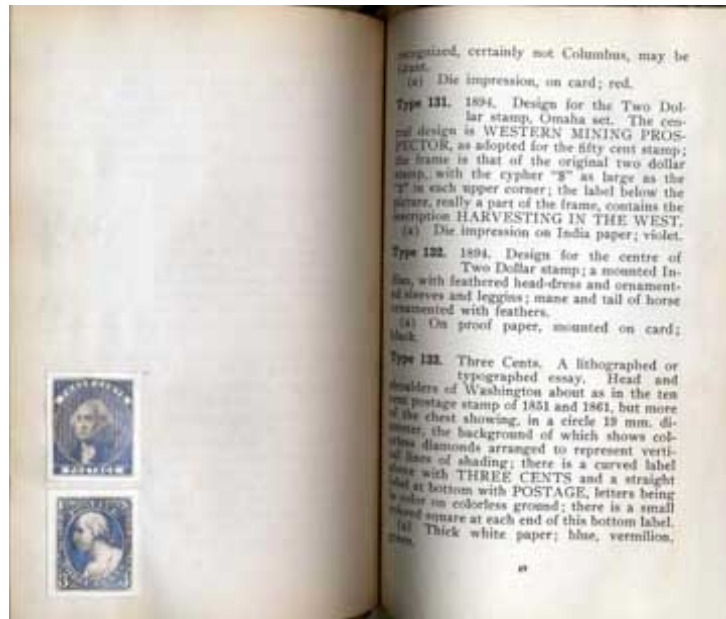 POSTAGE
recognized, certainly not Columbus, may be
Grant.
(a) Die impression, on card; red.
Type 131. 1894. Design for the Two Dol-
lar stamp, Omaha set. The cen-
tral design is WESTERN MINING PROS-
PECTOR, as adopted for the fifty cent stamp;
the frame is that of the original two dollar
stamp, with the cypher "$" as large as the
in each upper corner; the label below the
picture, really a part of the frame, contains the
inscription HARVESTING IN THE WEST.
(a) Die impression on India paper; violet.
Type 132. 1894. Design for the centre of
Two Dollar stamp; a mounted In-
dian, with feathered head-dress and ornament-
ed sleeves and leggins; mane and tail of horse
ornamented with feathers.
(a) On proof paper, mounted on card;
black.
Type 133. Three Cents. A lithographed or
typographed essay. Head and
shoulders of Washington about as in the ten
cent postage stamp of 1851 and 1861, but more
of the chest showing, in a circle 19 mm. di-
ameter, the background of which shows col-
orless diamonds arranged to represent verti-
cal lines of shading; there is a curved label
above with THREE CENTS and a straight
label at bottom with POSTAGE, letters being
in color on colorless ground; there is a small
colored square at each end of this bottom label.
(a) Thick white paper; blue, vermilion,
green.